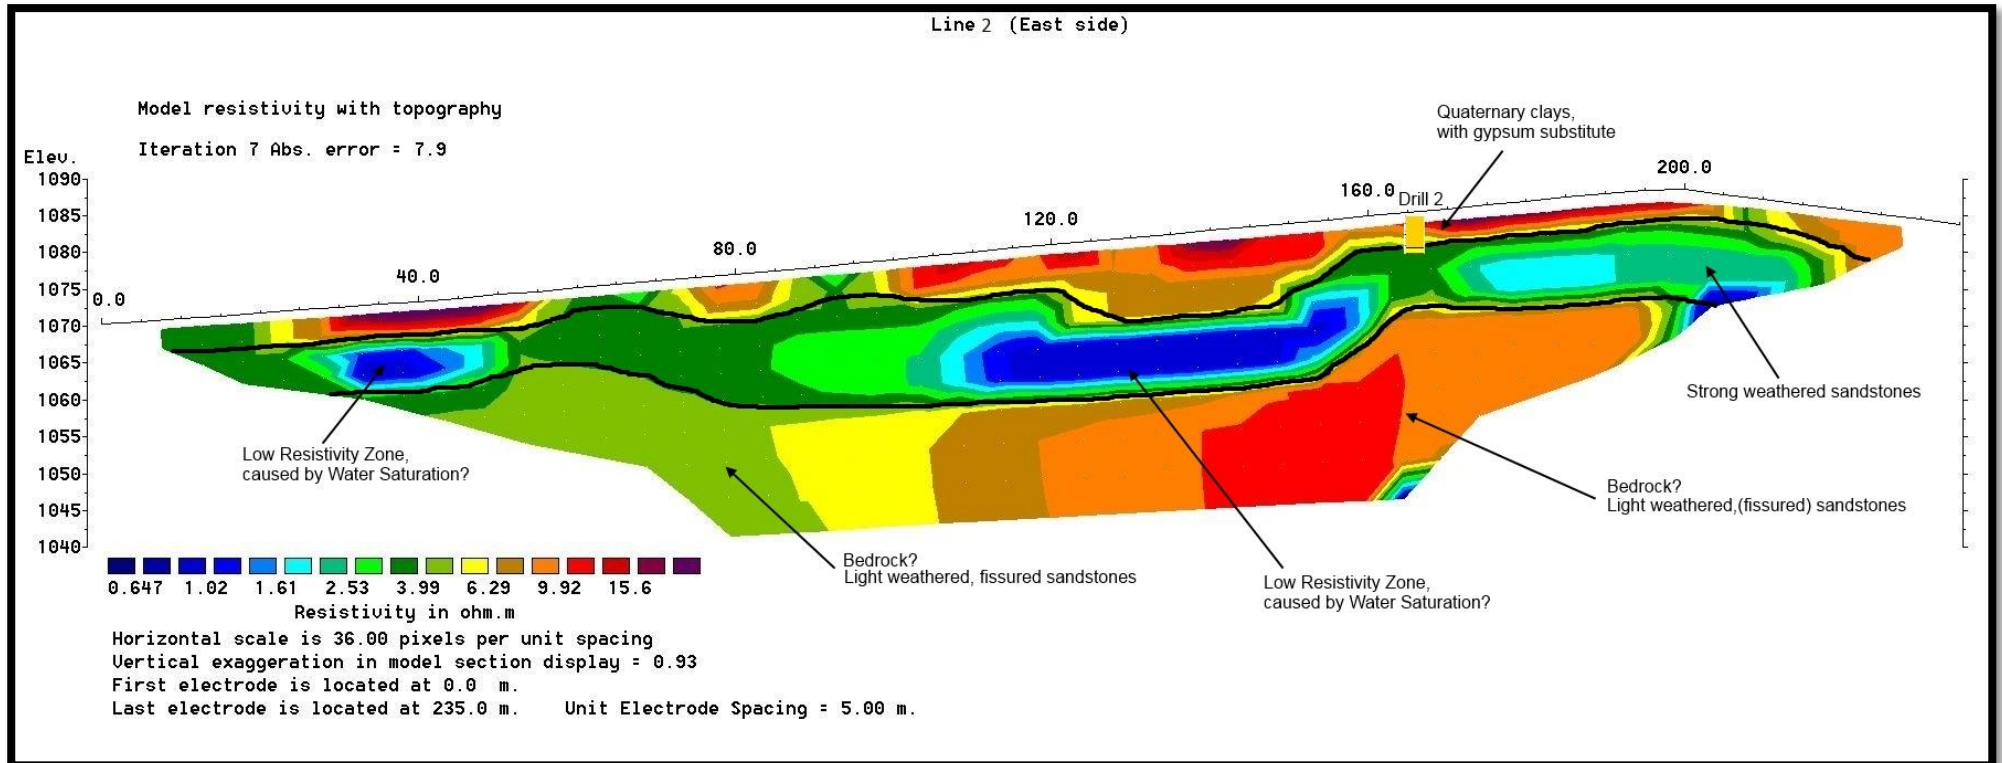 Line 2 (East side)
Model resistivity with topography
Iteration 7 Abs. error = 7.9
Elev.
1090
1085
1080
1075
1070
1065
1060
1055
1050
1045
1040
0.0
40.0
80.0
120.0
160.0
200.0
Drill 2
Quaternary clays,
with gypsum substitute
Strong weathered sandstones
Low Resistivity Zone,
caused by Water Saturation?
Bedrock?
Light weathered,(fissured) sandstones
Bedrock?
Light weathered, fissured sandstones
Low Resistivity Zone,
caused by Water Saturation?
0.647 1.02 1.61 2.53 3.99 6.29 9.92 15.6
Resistivity in ohm.m
Horizontal scale is 36.00 pixels per unit spacing
Vertical exaggeration in model section display = 0.93
First electrode is located at 0.0 m.
Last electrode is located at 235.0 m. Unit Electrode Spacing = 5.00 m.